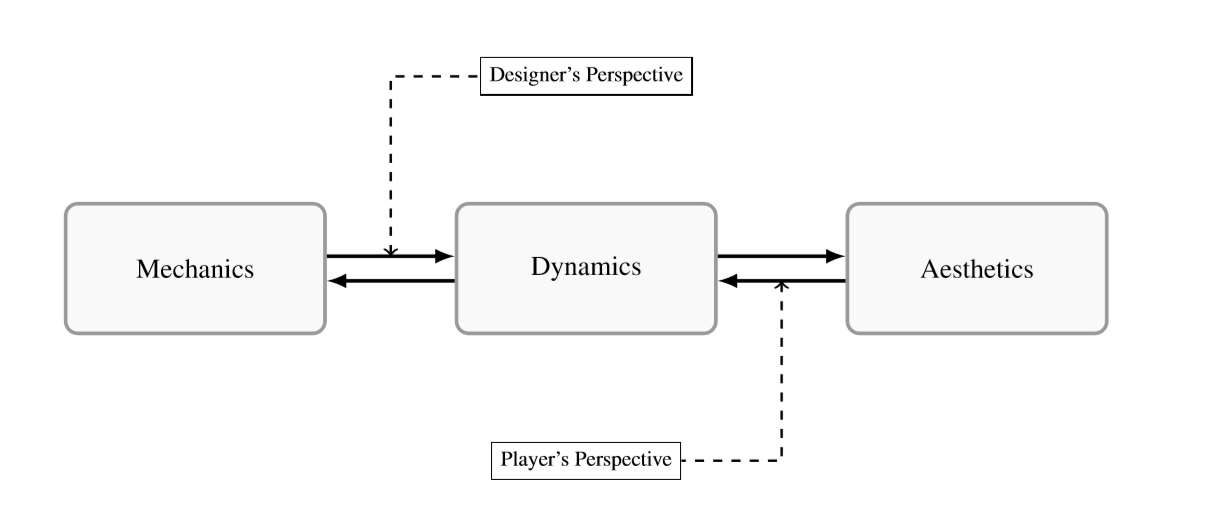 Designer’s Perspective
Mechanics
Dynamics
Aesthetics
Player’s Perspective